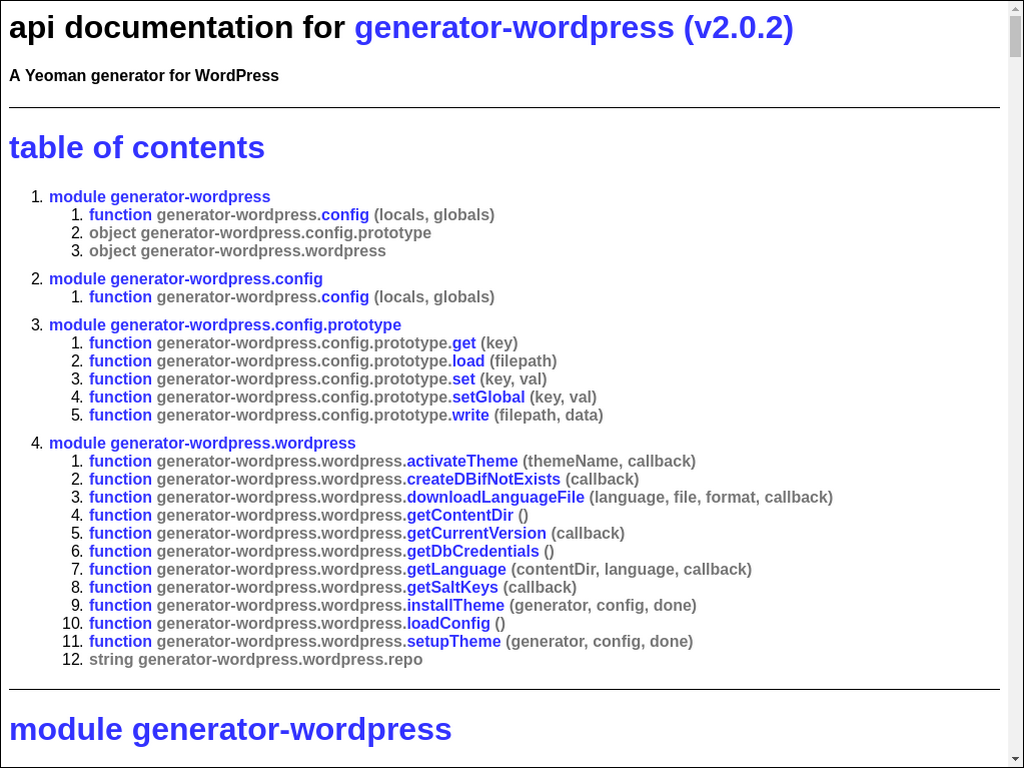 api documentation for generator-wordpress (v2.0.2)
A Yeoman generator for WordPress
table of contents
1. module generator-wordpress
1. function generator-wordpress.config (locals, globals)
2. object generator-wordpress.config.prototype
3. object generator-wordpress.wordpress
2. module generator-wordpress.config
1. function generator-wordpress.config (locals, globals)
3. module generator-wordpress.config.prototype
1. function generator-wordpress.config.prototype.get (key)
2. function generator-wordpress.config.prototype.load (filepath)
3. function generator-wordpress.config.prototype.set (key, val)
4. function generator-wordpress.config.prototype.setGlobal (key, val)
5. function generator-wordpress.config.prototype.write (filepath, data)
4. module generator-wordpress.wordpress
1. function generator-wordpress.wordpress.activateTheme (themeName, callback)
2. function generator-wordpress.wordpress.createDBifNotExists (callback)
3. function generator-wordpress.wordpress.downloadLanguageFile (language, file, format, callback)
4. function generator-wordpress.wordpress.getContentDir ()
5. function generator-wordpress.wordpress.getCurrentVersion (callback)
6. function generator-wordpress.wordpress.getDbCredentials ()
7. function generator-wordpress.wordpress.getLanguage (contentDir, language, callback)
8. function generator-wordpress.wordpress.getSaltKeys (callback)
9. function generator-wordpress.wordpress.installTheme (generator, config, done)
10. function generator-wordpress.wordpress.loadConfig ()
11. function generator-wordpress.wordpress.setupTheme (generator, config, done)
12. string generator-wordpress.wordpress.repo
module generator-wordpress